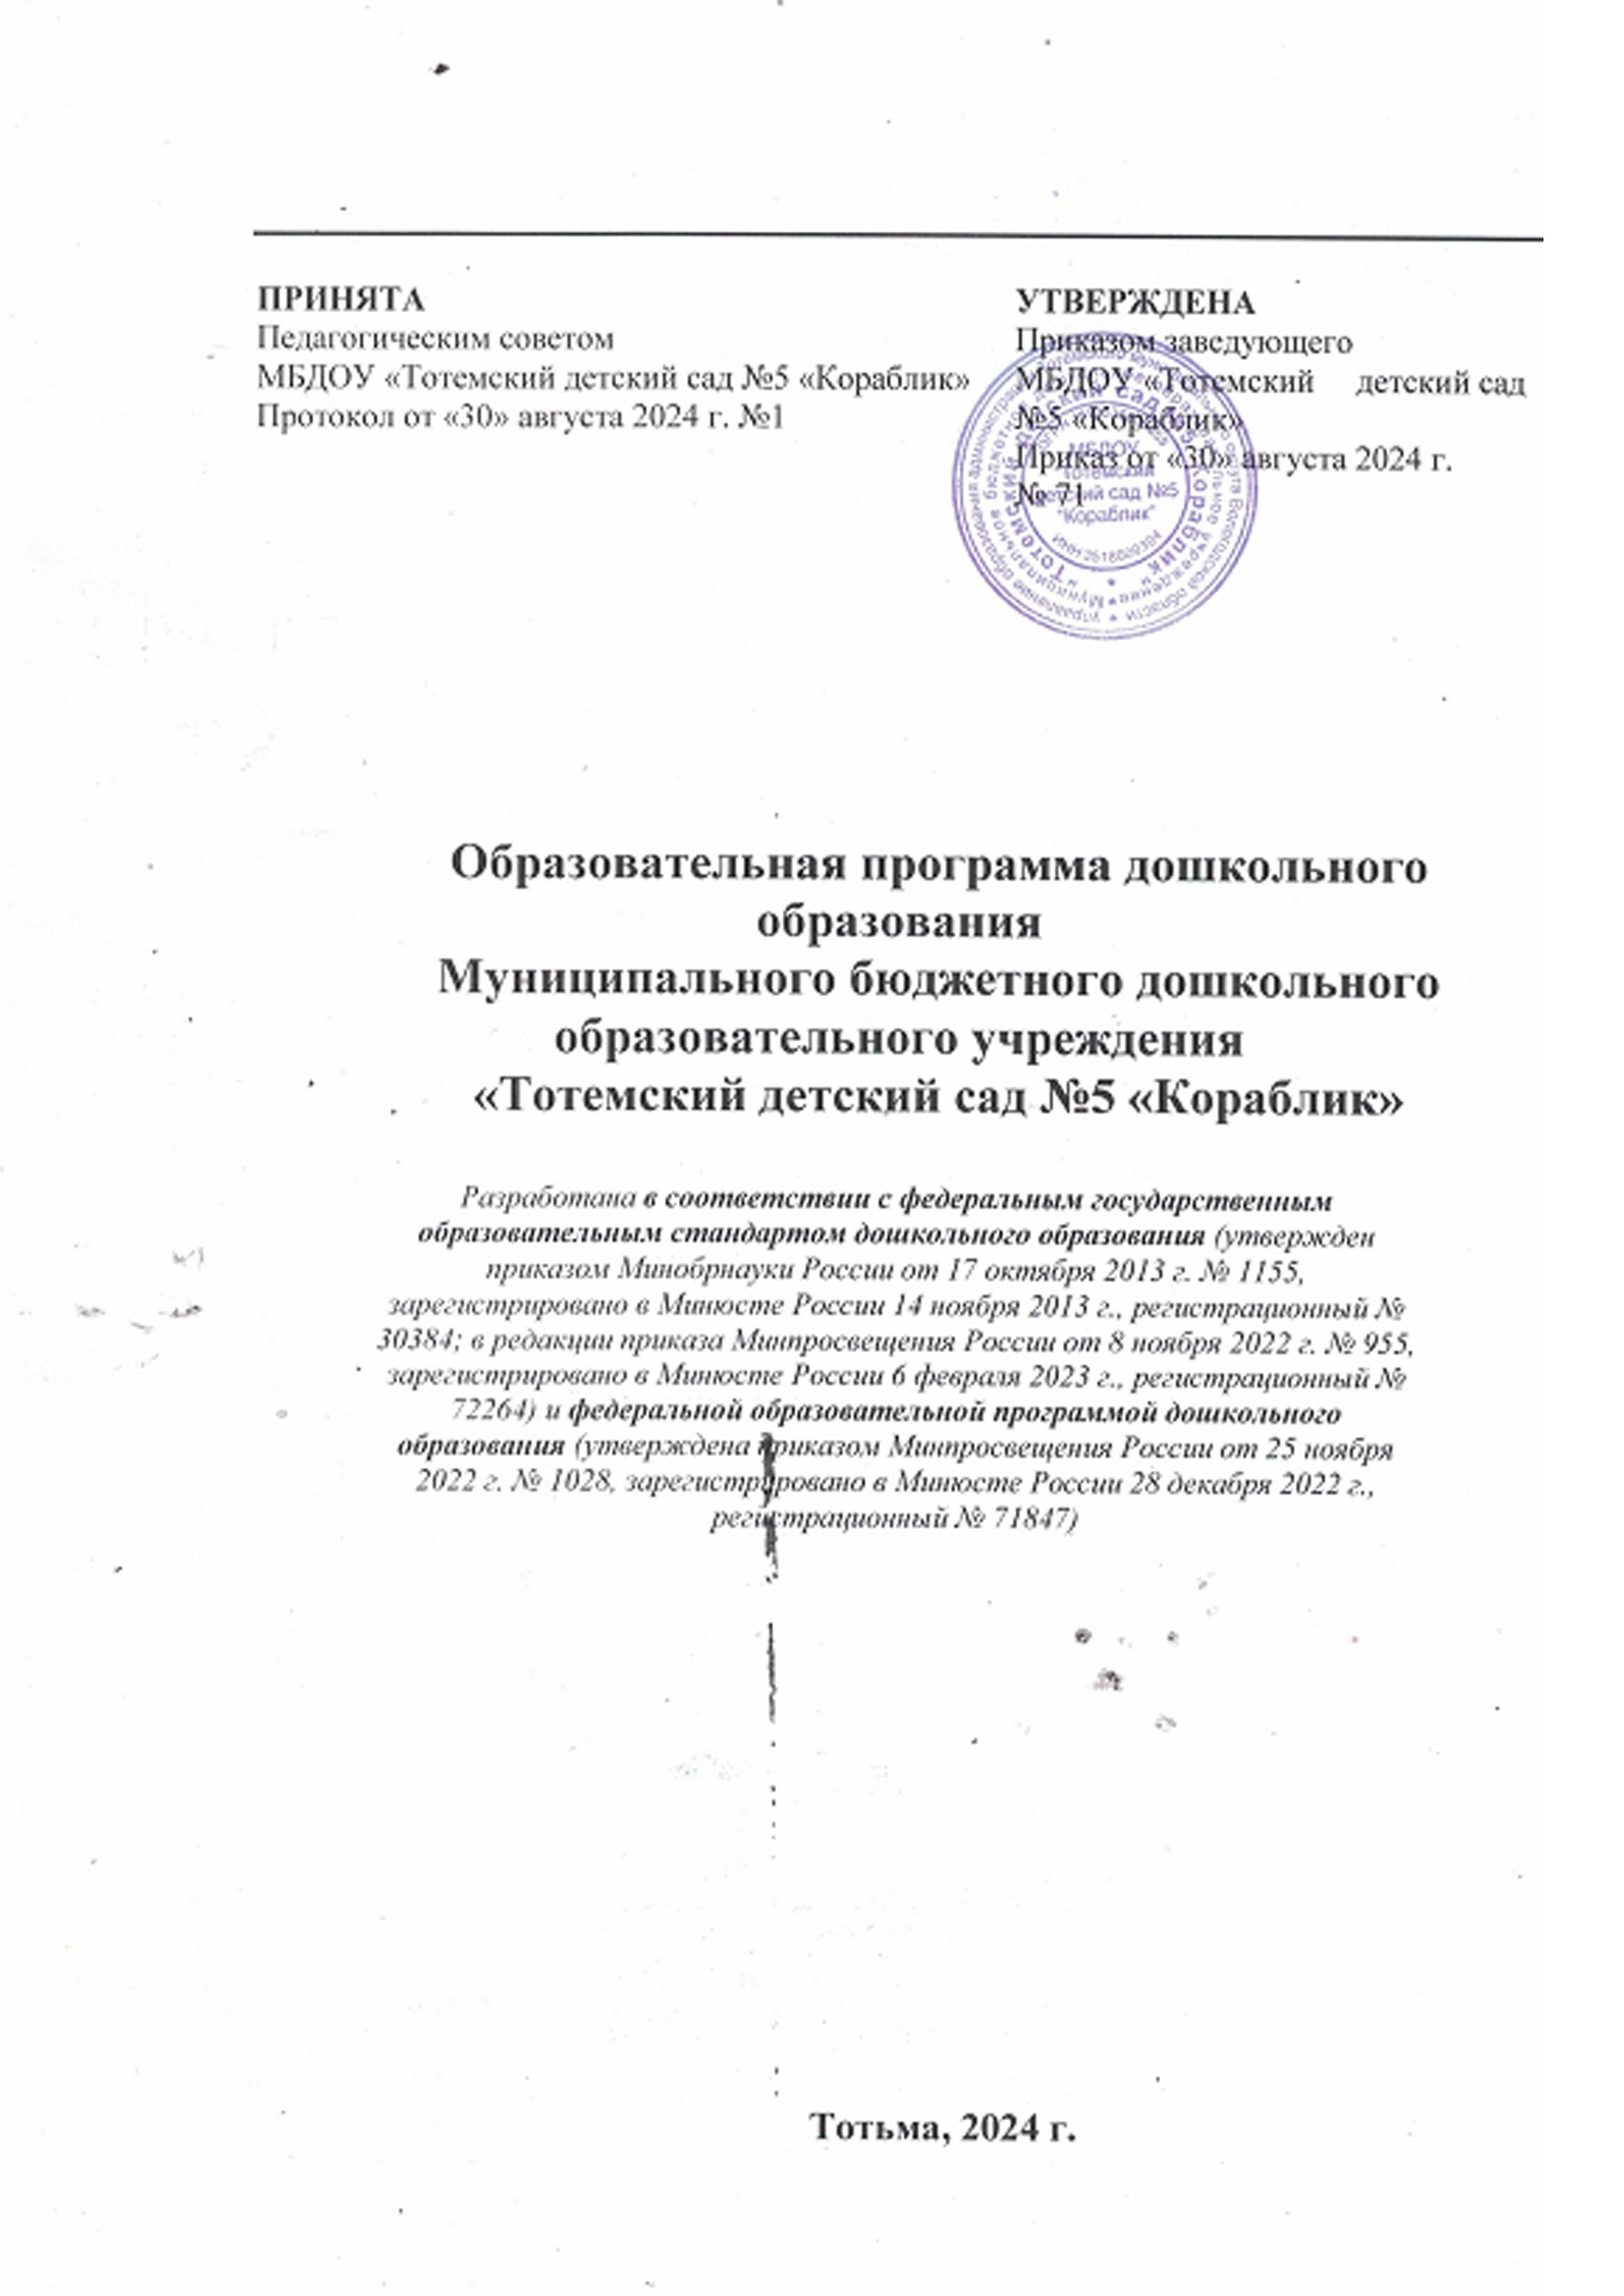 ПРИНЯТА
Педагогическим советом
МБДОУ «Тотемский детский сад №5 «Кораблик»
Протокол от «30» августа 2024 г. №1
УТВЕРЖДЕНА
Приказом заведующего
МБДОУ «Тотемский детский сад
№5 «Кораблик»
Приказ от «30» августа 2024 г.
№ 71
МБДОУ
Тотемский
детский сад №5
"Кораблик"
Образовательная программа дошкольного
образования
Муниципального бюджетного дошкольного
образовательного учреждения
«Тотемский детский сад №5 «Кораблик»
Разработана в соответствии с федеральным государственным
образовательным стандартом дошкольного образования (утвержден
приказом Минобрнауки России от 17 октября 2013 г. № 1155,
зарегистрировано в Минюсте России 14 ноября 2013 г., регистрационный №
30384; в редакции приказа Минпросвещения России от 8 ноября 2022 г. № 955,
зарегистрировано в Минюсте России 6 февраля 2023 г., регистрационный №
72264) и федеральной образовательной программой дошкольного
образования (утверждена приказом Минпросвещения России от 25 ноября
2022 г. № 1028, зарегистрировано в Минюсте России 28 декабря 2022 г.,
регистрационный № 71847)
Тотьма, 2024 г.